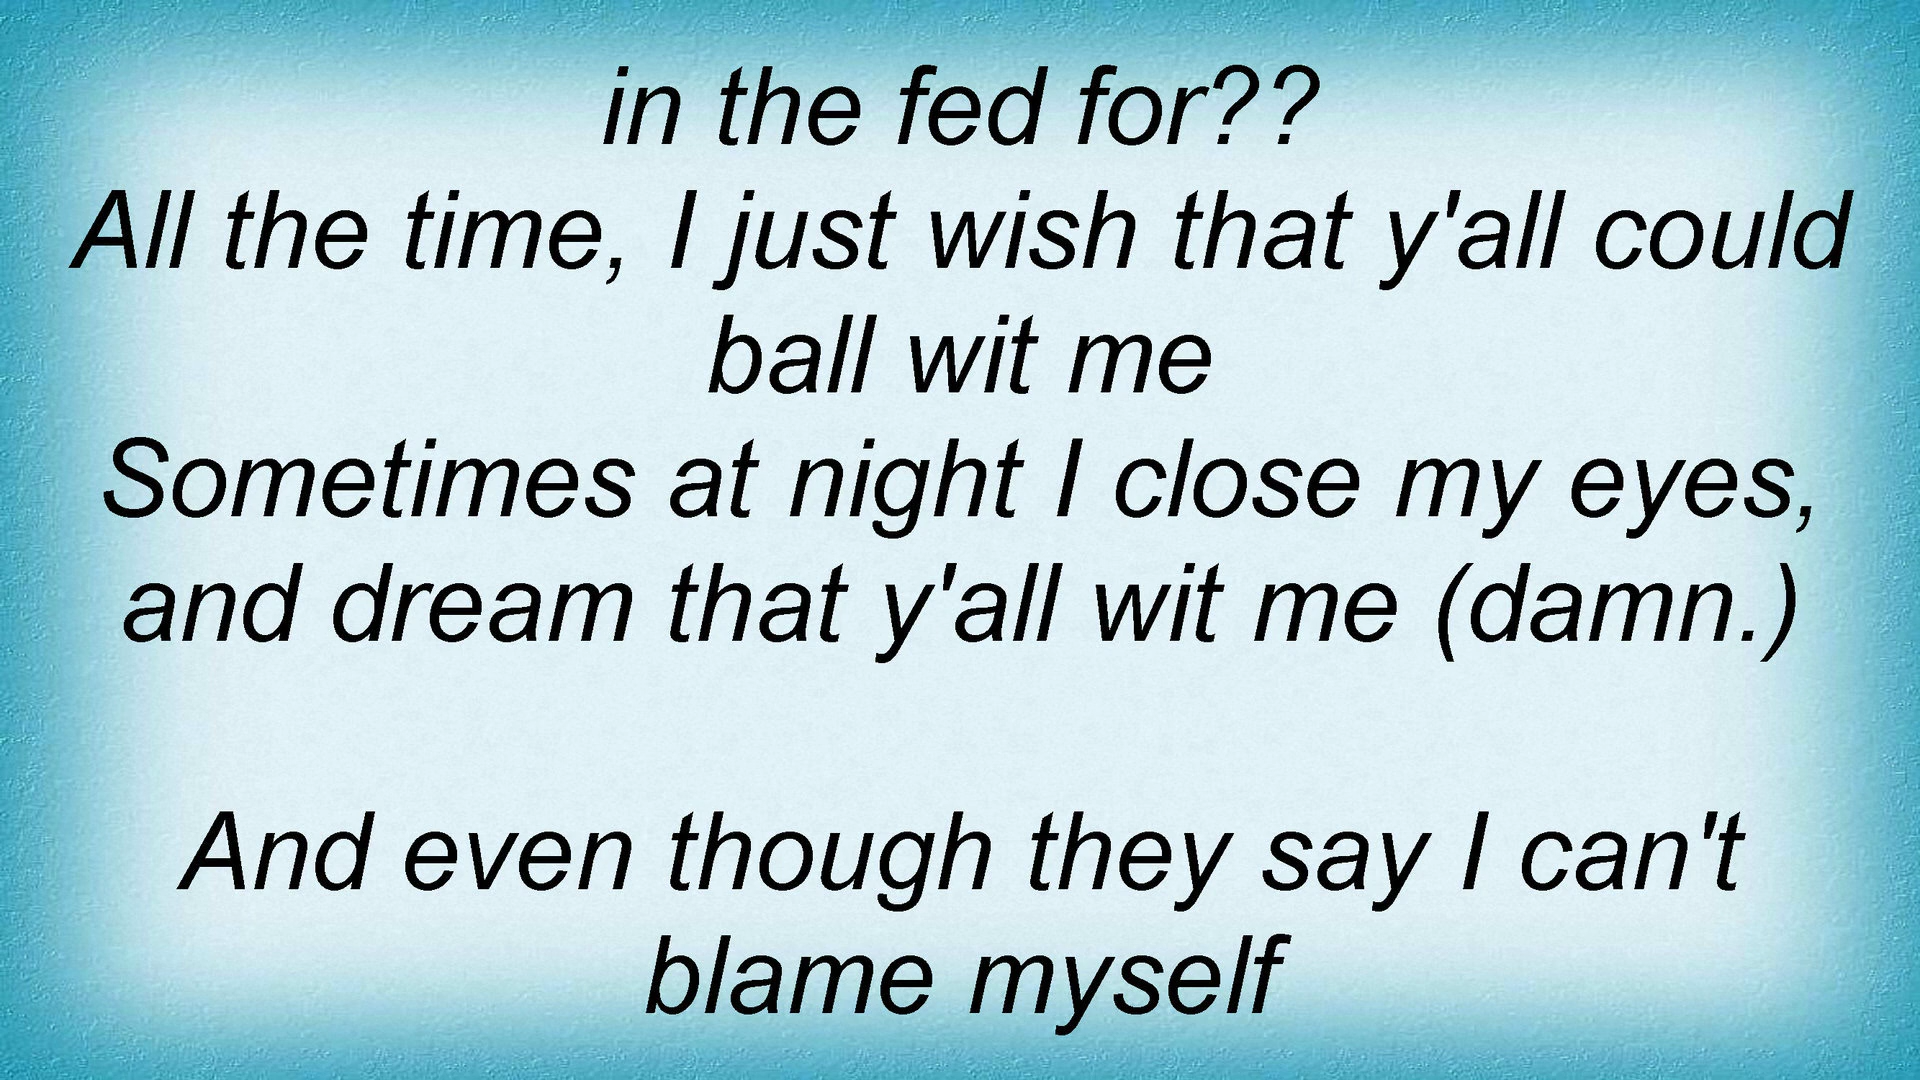 in the fed for??
All the time, I just wish that y'all could
ball wit me
Sometimes at night I close my eyes,
and dream that y'all wit me (damn.)
And even though they say I can't
blame myself